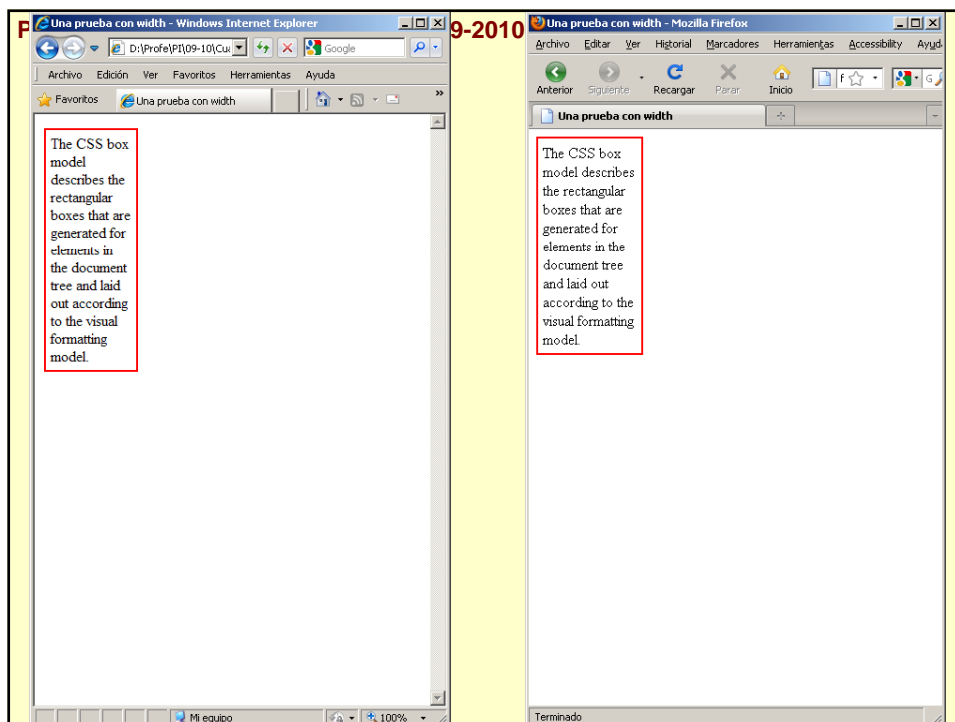 P
9-2010
Una prueba con width - Windows Internet Explorer
D:\Profe\PI\09-10\Cua
Google
Archivo Edición Ver Favoritos Herramientas Ayuda
Favoritos Una prueba con width
The CSS box
model
describes the
rectangular
boxes that are
generated for
elements in
the document
tree and laid
out according
to the visual
formatting
model.
Mi equipo 100%
Una prueba con width - Mozilla Firefox
Archivo Editar Ver Historial Marcadores Herramientas Accessibility Ayud
Anterior Siguiente Recargar Parar Inicio f G
Una prueba con width
The CSS box
model describes
the rectangular
boxes that are
generated for
elements in the
document tree
and laid out
according to the
visual formatting
model.
Terminado